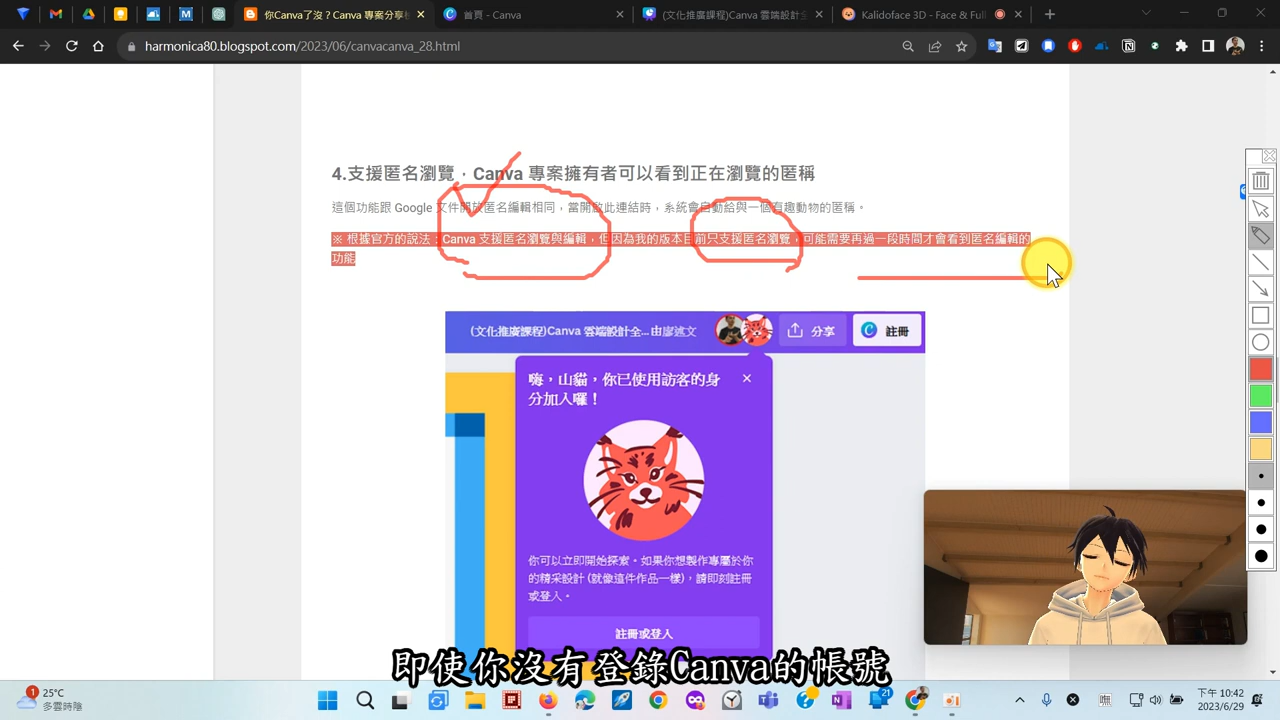 你Canva了沒？Canva 專案分享權
首頁 - Canva
(文化推廣課程)Canva 雲端設計全
Kalidoface 3D - Face & Full
harmonica80.blogspot.com/2023/06/canvacanva_28.html
4.支援匿名瀏覽，Canva 專案擁有者可以看到正在瀏覽的匿稱
這個功能跟 Google 文件開放匿名編輯相同，當開啟此連結時，系統會自動給與一個有趣動物的匿稱。
※ 根據官方的說法：Canva 支援匿名瀏覽與編輯，但因為我的版本目前只支援匿名瀏覽，可能需要再過一段時間才會看到匿名編輯的
功能
(文化推廣課程)Canva 雲端設計全... 由廖述文
分享
註冊
嗨，山貓，你已使用訪客的身
分加入囉！
你可以立即開始探索。如果你想製作專屬於你
的精采設計 (就像這件作品一樣)，請即刻註冊
或登入。
註冊或登入
即使你沒有登錄Canva的帳號
1
25°C
多雲時陰
21
下午 10:42
2023/6/29